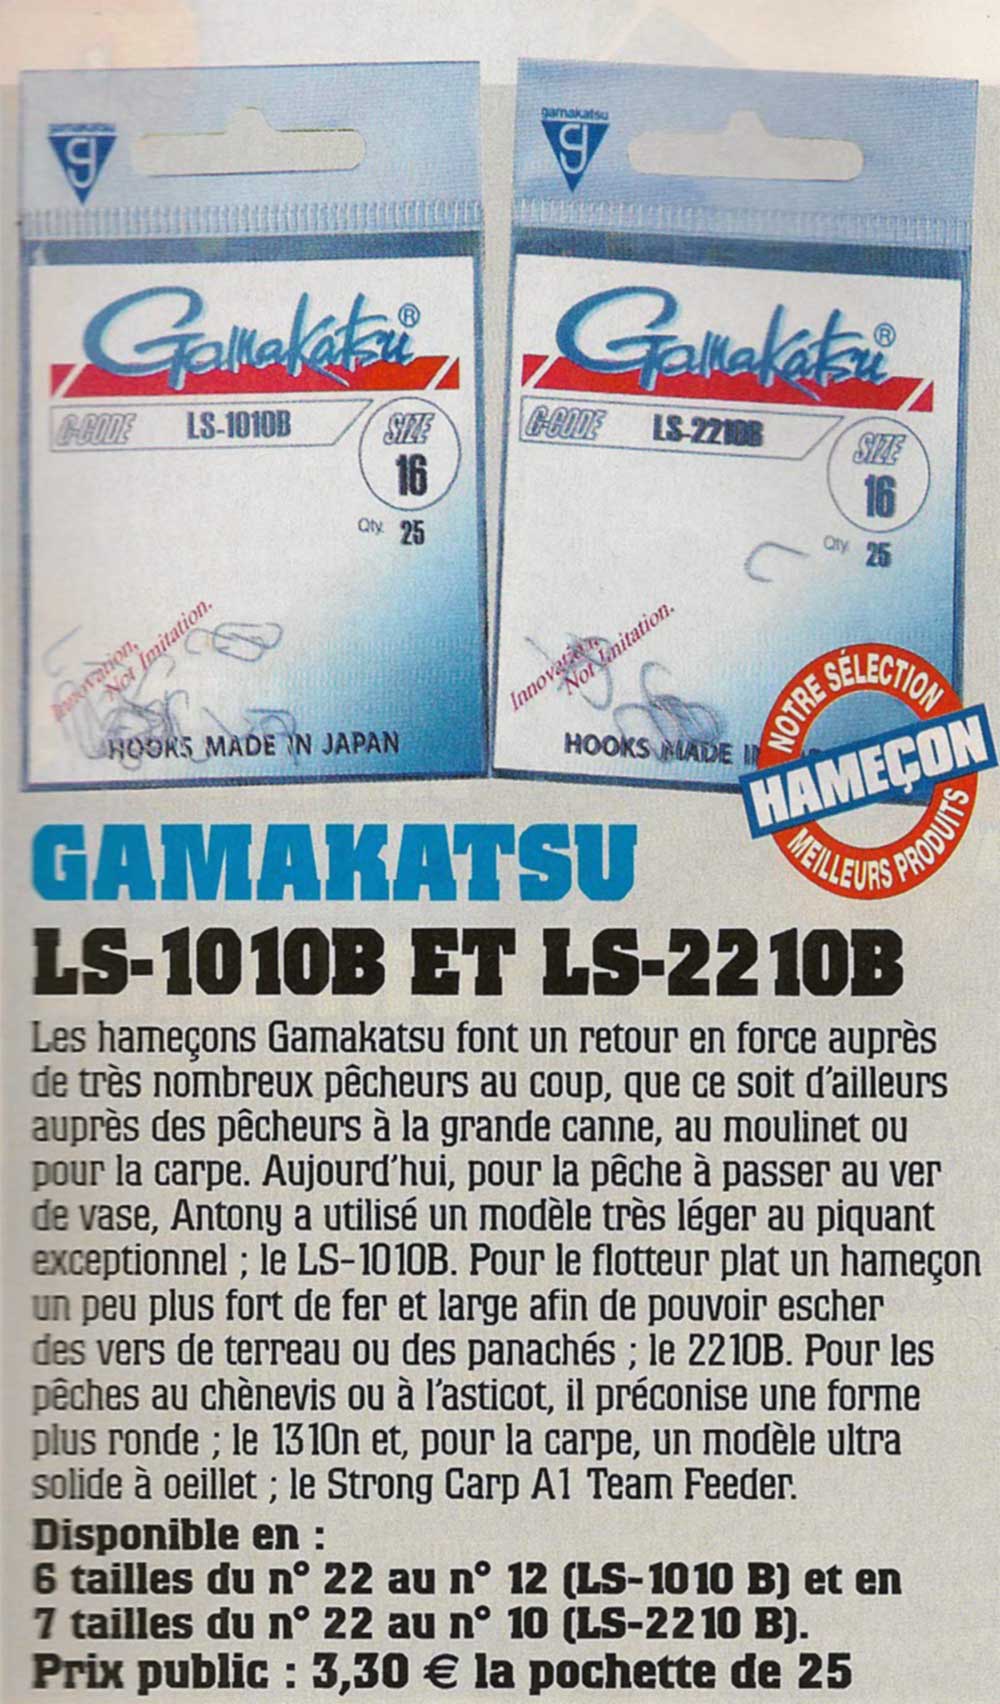 gamakatsu
Gamakatsu®
G-CODE LS-1010B
SIZE
16
Qty. 25
Innovation,
Not Imitation.
HOOKS MADE IN JAPAN
gamakatsu
Gamakatsu®
G-CODE LS-2210B
SIZE
16
Qty. 25
Innovation,
Not Imitation.
HOOKS MADE
NOTRE SÉLECTION
HAMEÇON
MEILLEURS PRODUITS
GAMAKATSU
LS-1010B ET LS-2210B
Les hameçons Gamakatsu font un retour en force auprès
de très nombreux pêcheurs au coup, que ce soit d'ailleurs
auprès des pêcheurs à la grande canne, au moulinet ou
pour la carpe. Aujourd'hui, pour la pêche à passer au ver
de vase, Antony a utilisé un modèle très léger au piquant
exceptionnel ; le LS-1010B. Pour le flotteur plat un hameçon
un peu plus fort de fer et large afin de pouvoir escher
des vers de terreau ou des panachés ; le 2210B. Pour les
pêches au chènevis ou à l'asticot, il préconise une forme
plus ronde ; le 1310n et, pour la carpe, un modèle ultra
solide à oeillet ; le Strong Carp A1 Team Feeder.
Disponible en :
6 tailles du n° 22 au n° 12 (LS-1010 B) et en
7 tailles du n° 22 au n° 10 (LS-2210 B).
Prix public : 3,30 € la pochette de 25